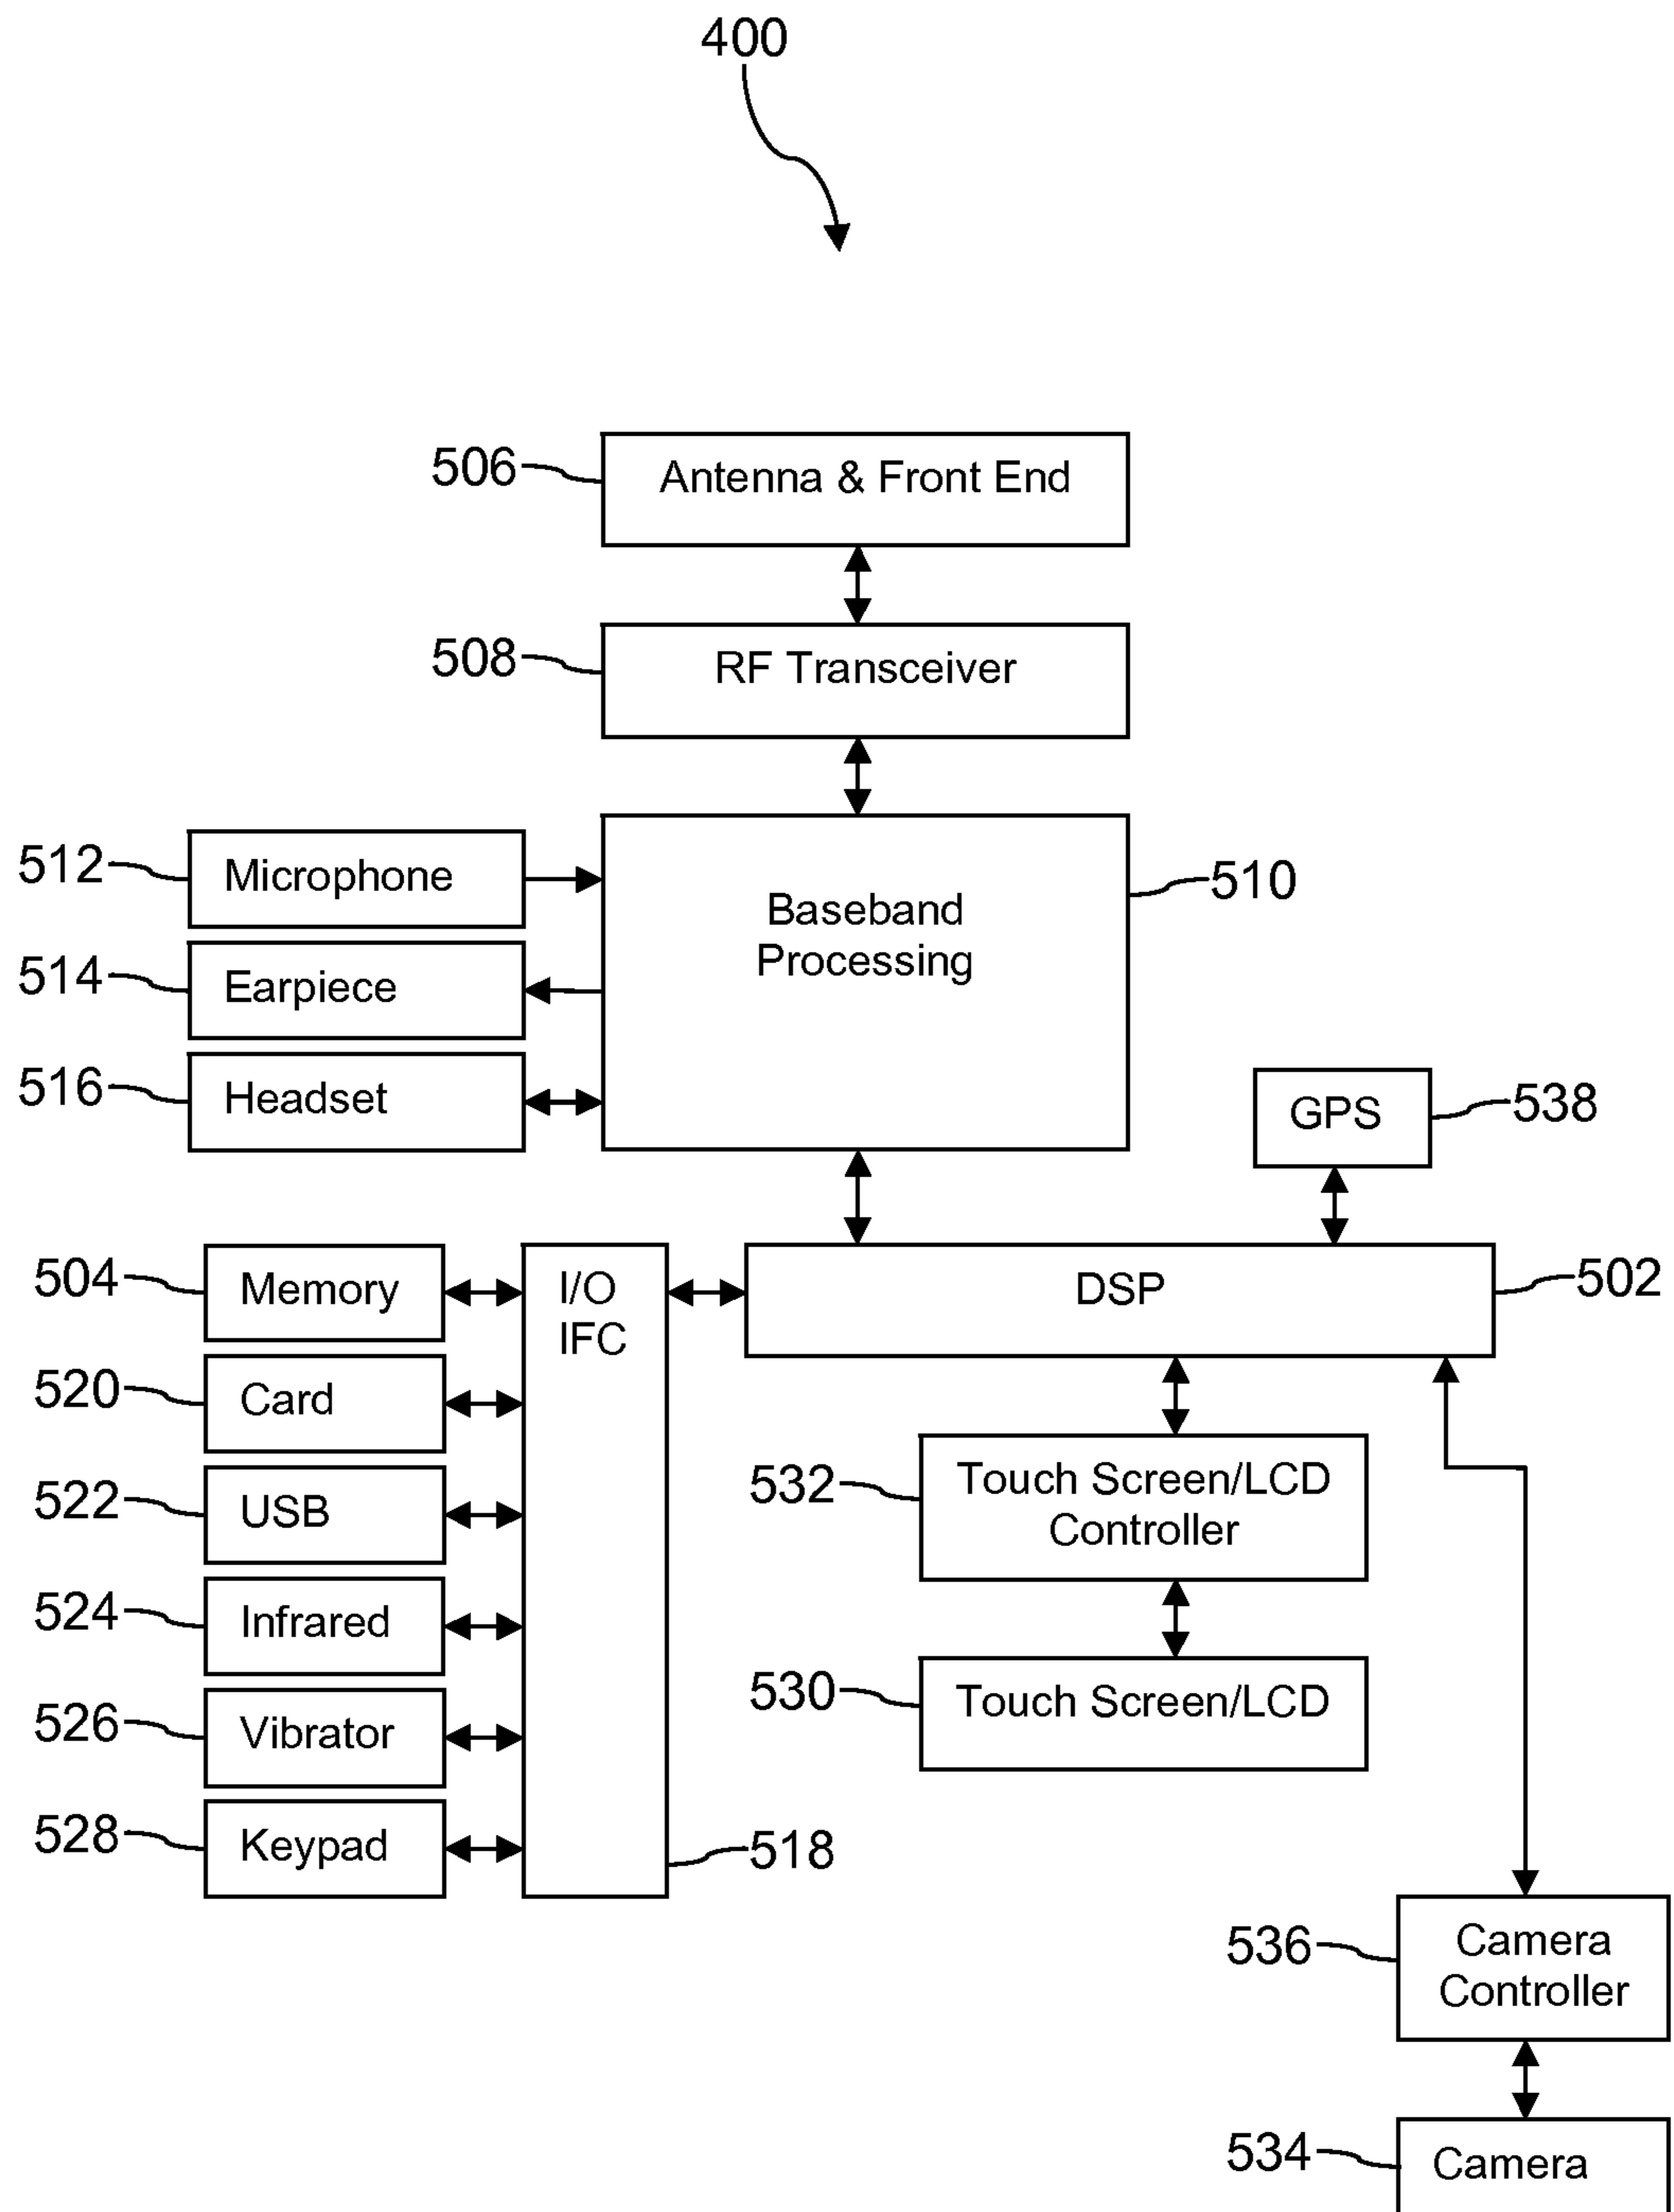 400
506
Antenna & Front End
508
RF Transceiver
512
Microphone
Baseband
Processing
510
514
Earpiece
516
Headset
GPS
538
504
Memory
I/O
IFC
DSP
502
520
Card
522
USB
532
Touch Screen/LCD
Controller
524
Infrared
530
Touch Screen/LCD
526
Vibrator
528
Keypad
518
536
Camera
Controller
534
Camera